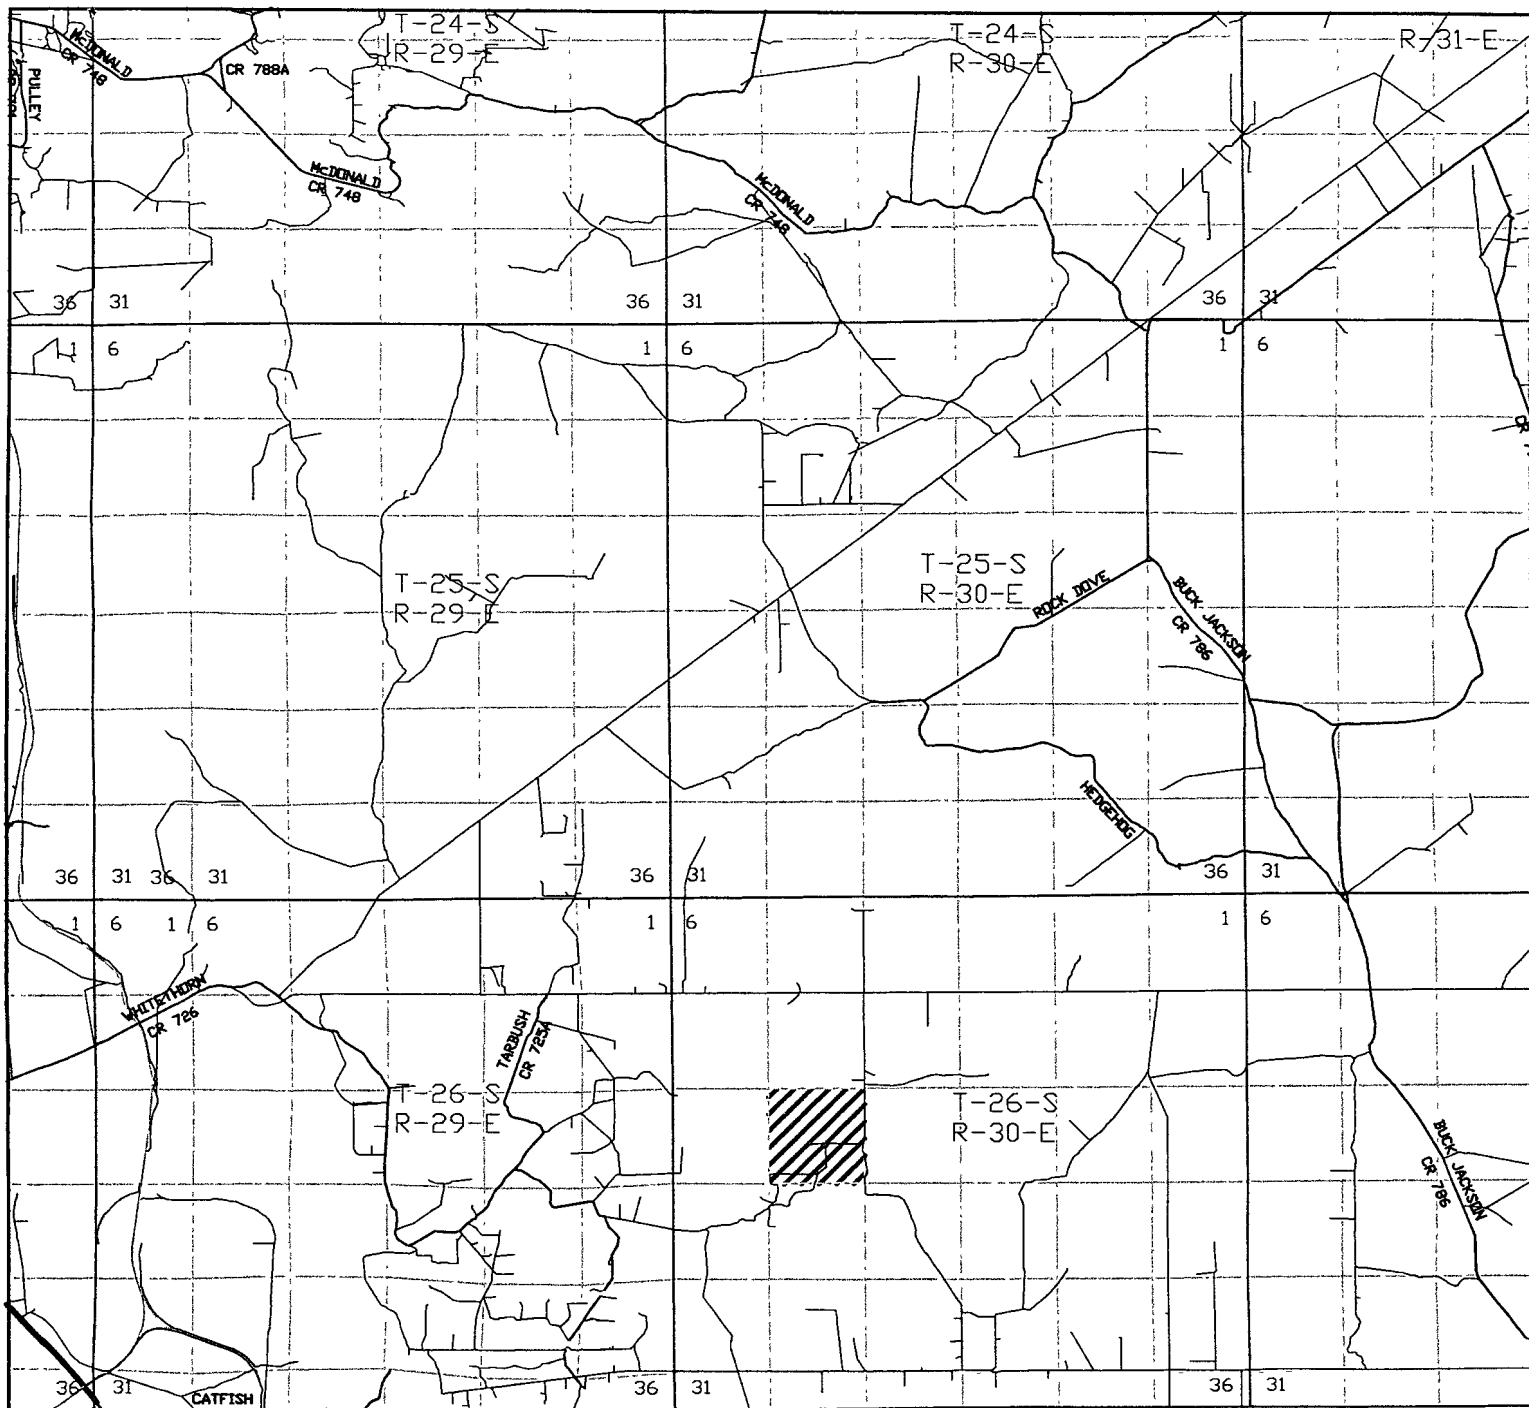 T-24-S
R-29-E
T-24-S
R-30-E
R-31-E
McDONALD
CR 748
CR 788A
PULLEY
McDONALD
CR 748
McDONALD
CR 748
36 31
36 31
36 31
1 6
1 6
1 6
T-25-S
R-29-E
T-25-S
R-30-E
ROCK DOVE
BUCK JACKSON
CR 786
HEDGEHOG
36 31 36 31
36 31
36 31
1 6 1 6
1 6
1 6
WHITETHORN
CR 726
TARBUSH
CR 725A
T-26-S
R-29-E
T-26-S
R-30-E
BUCK JACKSON
CR 786
36 31
36 31
36 31
CATFISH